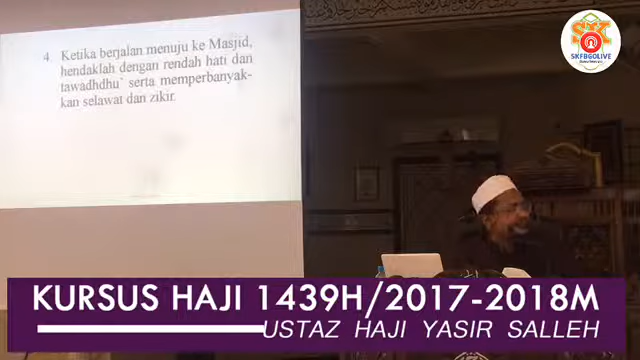 4. Ketika berjalan menuju ke Masjid,
hendaklah dengan rendah hati dan
tawadhdhu` serta memperbanyak-
kan selawat dan zikir.
SKFBGOLIVE
KURSUS HAJI 1439H/2017-2018M
USTAZ HAJI YASIR SALLEH